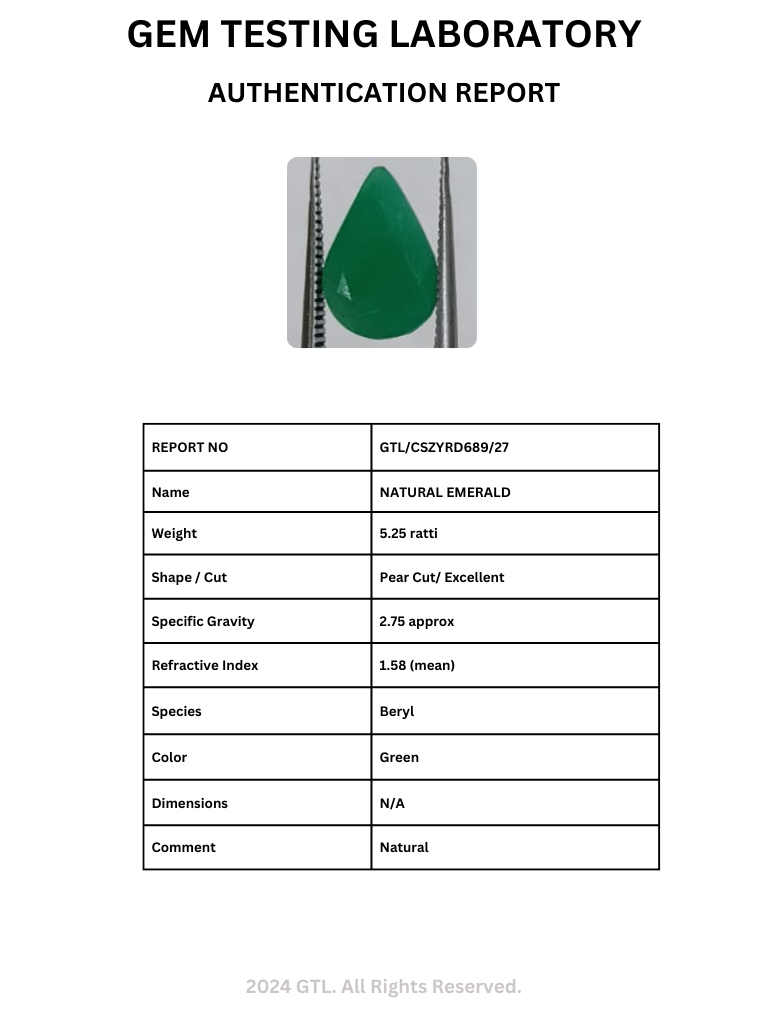 GEM TESTING LABORATORY
AUTHENTICATION REPORT
REPORT NO GTL/CSZYRD689/27
Name NATURAL EMERALD
Weight 5.25 ratti
Shape / Cut Pear Cut/ Excellent
Specific Gravity 2.75 approx
Refractive Index 1.58 (mean)
Species Beryl
Color Green
Dimensions N/A
Comment Natural
2024 GTL. All Rights Reserved.